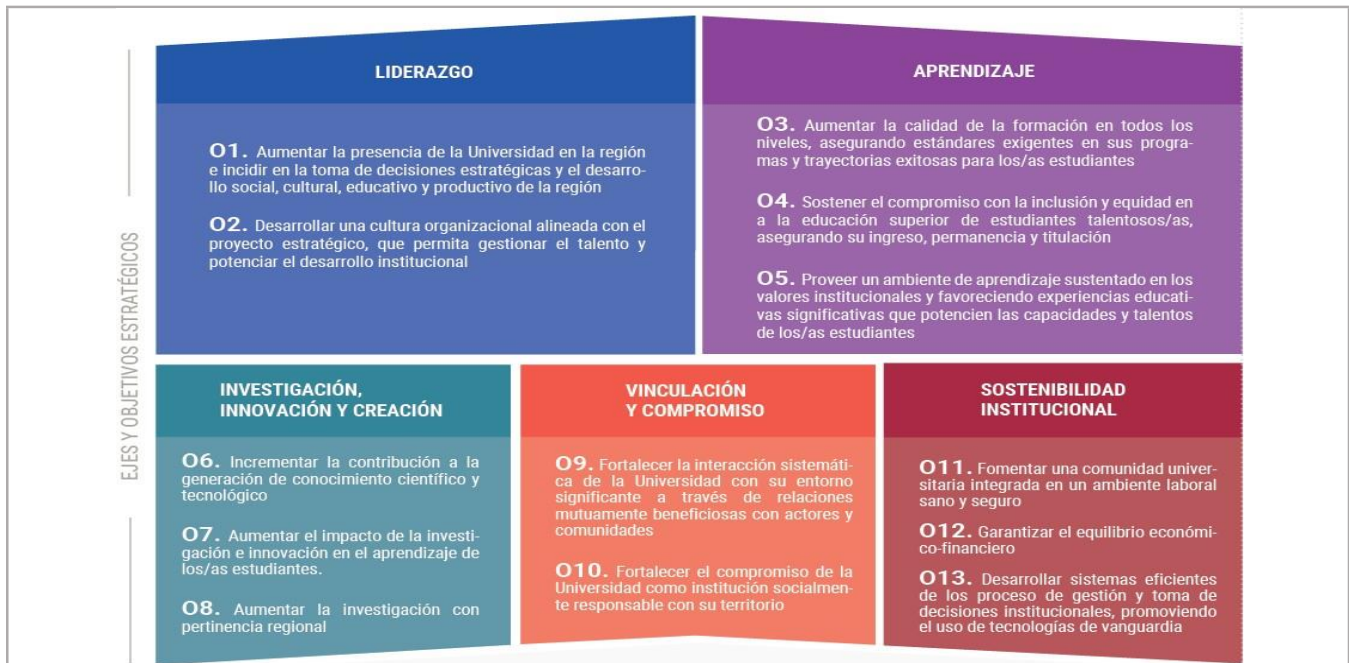 EJES Y OBJETIVOS ESTRATÉGICOS
LIDERAZGO
O1. Aumentar la presencia de la Universidad en la región
e incidir en la toma de decisiones estratégicas y el desarro-
llo social, cultural, educativo y productivo de la región
O2. Desarrollar una cultura organizacional alineada con el
proyecto estratégico, que permita gestionar el talento y
potenciar el desarrollo institucional
APRENDIZAJE
O3. Aumentar la calidad de la formación en todos los
niveles, asegurando estándares exigentes en sus progra-
mas y trayectorias exitosas para los/as estudiantes
O4. Sostener el compromiso con la inclusión y equidad en
a la educación superior de estudiantes talentosos/as,
asegurando su ingreso, permanencia y titulación
O5. Proveer un ambiente de aprendizaje sustentado en los
valores institucionales y favoreciendo experiencias educati-
vas significativas que potencien las capacidades y talentos
de los/as estudiantes
INVESTIGACIÓN,
INNOVACIÓN Y CREACIÓN
O6. Incrementar la contribución a la
generación de conocimiento científico y
tecnológico
O7. Aumentar el impacto de la investi-
gación e innovación en el aprendizaje de
los/as estudiantes.
O8. Aumentar la investigación con
pertinencia regional
VINCULACIÓN
Y COMPROMISO
O9. Fortalecer la interacción sistemáti-
ca de la Universidad con su entorno
significante a través de relaciones
mutuamente beneficiosas con actores y
comunidades
O10. Fortalecer el compromiso de la
Universidad como institución socialmen-
te responsable con su territorio
SOSTENIBILIDAD
INSTITUCIONAL
O11. Fomentar una comunidad univer-
sitaria integrada en un ambiente laboral
sano y seguro
O12. Garantizar el equilibrio económi-
co-financiero
O13. Desarrollar sistemas eficientes
de los proceso de gestión y toma de
decisiones institucionales, promoviendo
el uso de tecnologías de vanguardia